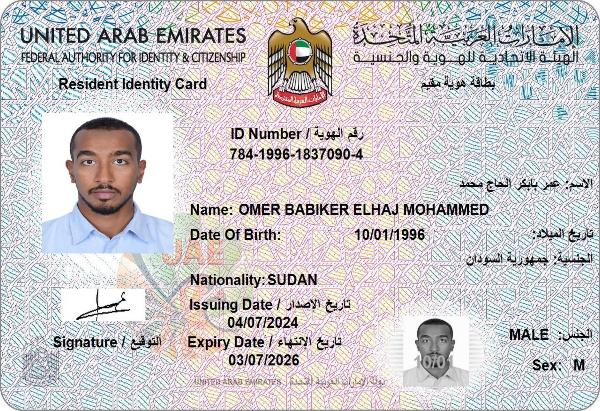 UNITED ARAB EMIRATES
الإمارات العربية المتحدة
FEDERAL AUTHORITY FOR IDENTITY & CITIZENSHIP
الهيئة الاتحادية للهوية والجنسية
Resident Identity Card
بطاقة هوية مقيم
ID Number / رقم الهوية
784-1996-1837090-4
الاسم: عمر بابكر الحاج محمد
Name: OMER BABIKER ELHAJ MOHAMMED
Date Of Birth: 10/01/1996 تاريخ الميلاد:
الجنسية: جمهورية السودان
Nationality: SUDAN
Issuing Date / تاريخ الاصدار
04/07/2024
Expiry Date / تاريخ الانتهاء
03/07/2026
Signature / التوقيع
MALE الجنس:
Sex: M
UNITED ARAB EMIRATES دولة الإمارات العربية المتحدة
UAE